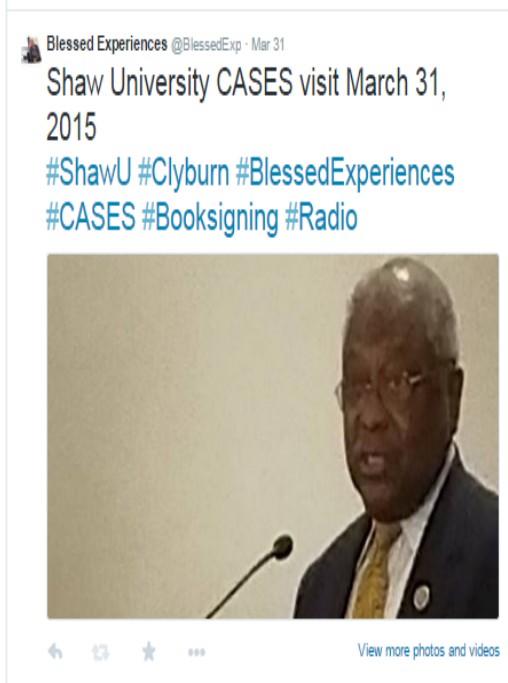 Blessed Experiences @BlessedExp · Mar 31
Shaw University CASES visit March 31,
2015
#ShawU #Clyburn #BlessedExperiences
#CASES #Booksigning #Radio
View more photos and videos